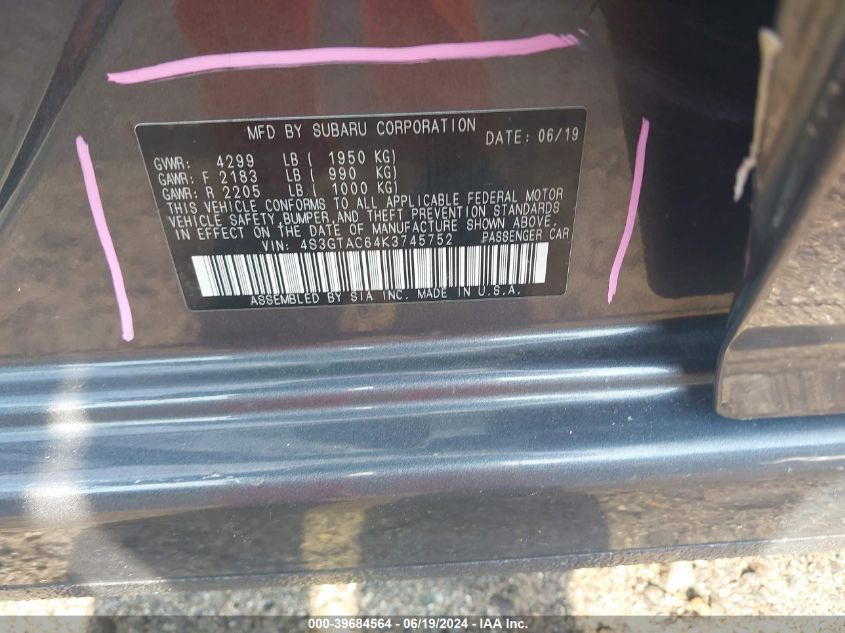 MFD BY SUBARU CORPORATION DATE: 06/19
GVWR: 4299 LB ( 1950 KG)
GAWR: F 2183 LB ( 990 KG)
GAWR: R 2205 LB ( 1000 KG)
THIS VEHICLE CONFORMS TO ALL APPLICABLE FEDERAL MOTOR
VEHICLE SAFETY, BUMPER, AND THEFT PREVENTION STANDARDS
IN EFFECT ON THE DATE OF MANUFACTURE SHOWN ABOVE.
VIN: 4S3GTAC64K3745752 PASSENGER CAR
ASSEMBLED BY SIA INC. MADE IN U.S.A.
000-39684564 - 06/19/2024 - IAA Inc.